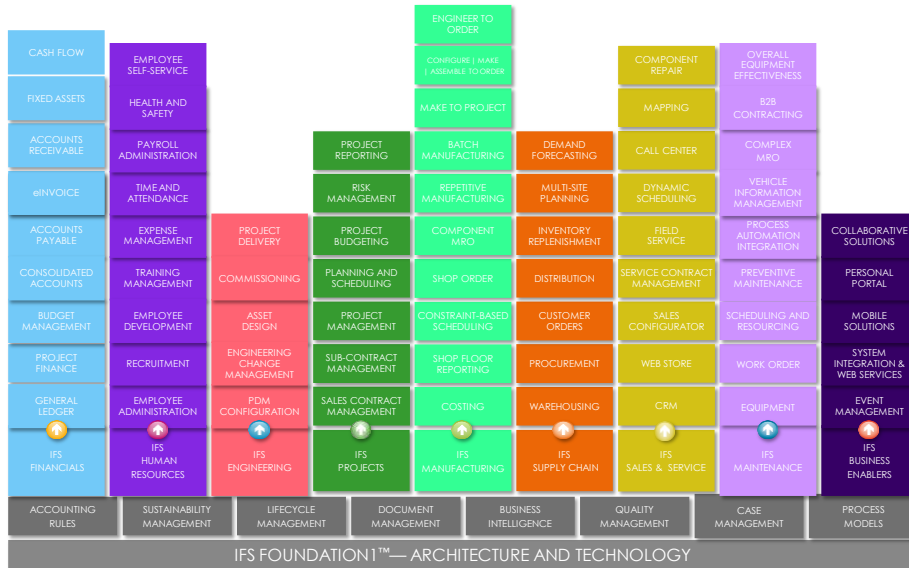 CASH FLOW
FIXED ASSETS
ACCOUNTS
RECEIVABLE
eINVOICE
ACCOUNTS
PAYABLE
CONSOLIDATED
ACCOUNTS
BUDGET
MANAGEMENT
PROJECT
FINANCE
GENERAL
LEDGER
IFS
FINANCIALS
EMPLOYEE
SELF-SERVICE
HEALTH AND
SAFETY
PAYROLL
ADMINISTRATION
TIME AND
ATTENDANCE
EXPENSE
MANAGEMENT
TRAINING
MANAGEMENT
EMPLOYEE
DEVELOPMENT
RECRUITMENT
EMPLOYEE
ADMINISTRATION
IFS
HUMAN
RESOURCES
PROJECT
DELIVERY
COMMISSIONING
ASSET
DESIGN
ENGINEERING
CHANGE
MANAGEMENT
PDM
CONFIGURATION
IFS
ENGINEERING
PROJECT
REPORTING
RISK
MANAGEMENT
PROJECT
BUDGETING
PLANNING AND
SCHEDULING
PROJECT
MANAGEMENT
SUB-CONTRACT
MANAGEMENT
SALES CONTRACT
MANAGEMENT
IFS
PROJECTS
ENGINEER TO
ORDER
CONFIGURE | MAKE
| ASSEMBLE TO ORDER
MAKE TO PROJECT
BATCH
MANUFACTURING
REPETITIVE
MANUFACTURING
COMPONENT
MRO
SHOP ORDER
CONSTRAINT-BASED
SCHEDULING
SHOP FLOOR
REPORTING
COSTING
IFS
MANUFACTURING
DEMAND
FORECASTING
MULTI-SITE
PLANNING
INVENTORY
REPLENISHMENT
DISTRIBUTION
CUSTOMER
ORDERS
PROCUREMENT
WAREHOUSING
IFS
SUPPLY CHAIN
COMPONENT
REPAIR
MAPPING
CALL CENTER
DYNAMIC
SCHEDULING
FIELD
SERVICE
SERVICE CONTRACT
MANAGEMENT
SALES
CONFIGURATOR
WEB STORE
CRM
IFS
SALES & SERVICE
OVERALL
EQUIPMENT
EFFECTIVENESS
B2B
CONTRACTING
COMPLEX
MRO
VEHICLE
INFORMATION
MANAGEMENT
PROCESS
AUTOMATION
INTEGRATION
PREVENTIVE
MAINTENANCE
SCHEDULING AND
RESOURCING
WORK ORDER
EQUIPMENT
IFS
MAINTENANCE
COLLABORATIVE
SOLUTIONS
PERSONAL
PORTAL
MOBILE
SOLUTIONS
SYSTEM
INTEGRATION &
WEB SERVICES
EVENT
MANAGEMENT
IFS
BUSINESS
ENABLERS
ACCOUNTING
RULES
SUSTAINABILITY
MANAGEMENT
LIFECYCLE
MANAGEMENT
DOCUMENT
MANAGEMENT
BUSINESS
INTELLIGENCE
QUALITY
MANAGEMENT
CASE
MANAGEMENT
PROCESS
MODELS
IFS FOUNDATION1™— ARCHITECTURE AND TECHNOLOGY